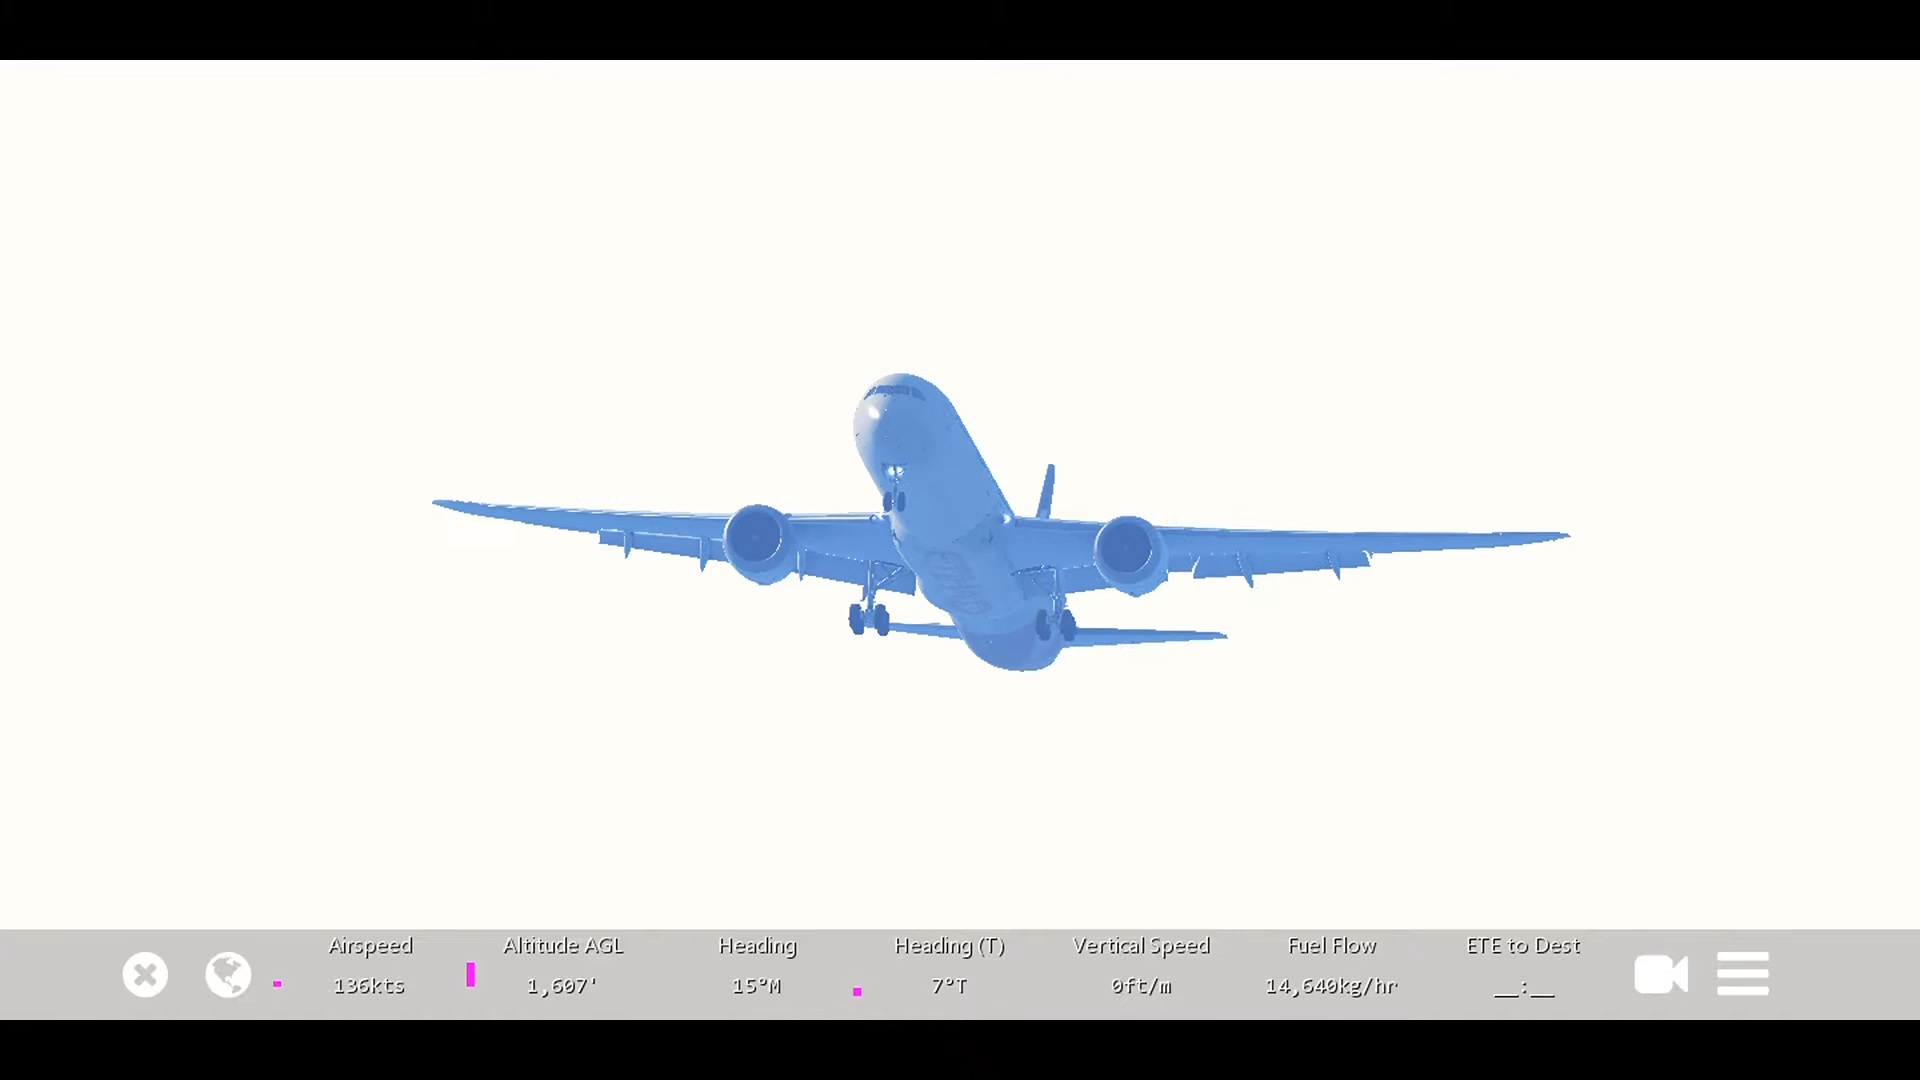 Airspeed Altitude AGL Heading Heading (T) Vertical Speed Fuel Flow ETE to Dest
136kts 1,607' 15°M 7°T 0ft/m 14,640kg/hr __:__